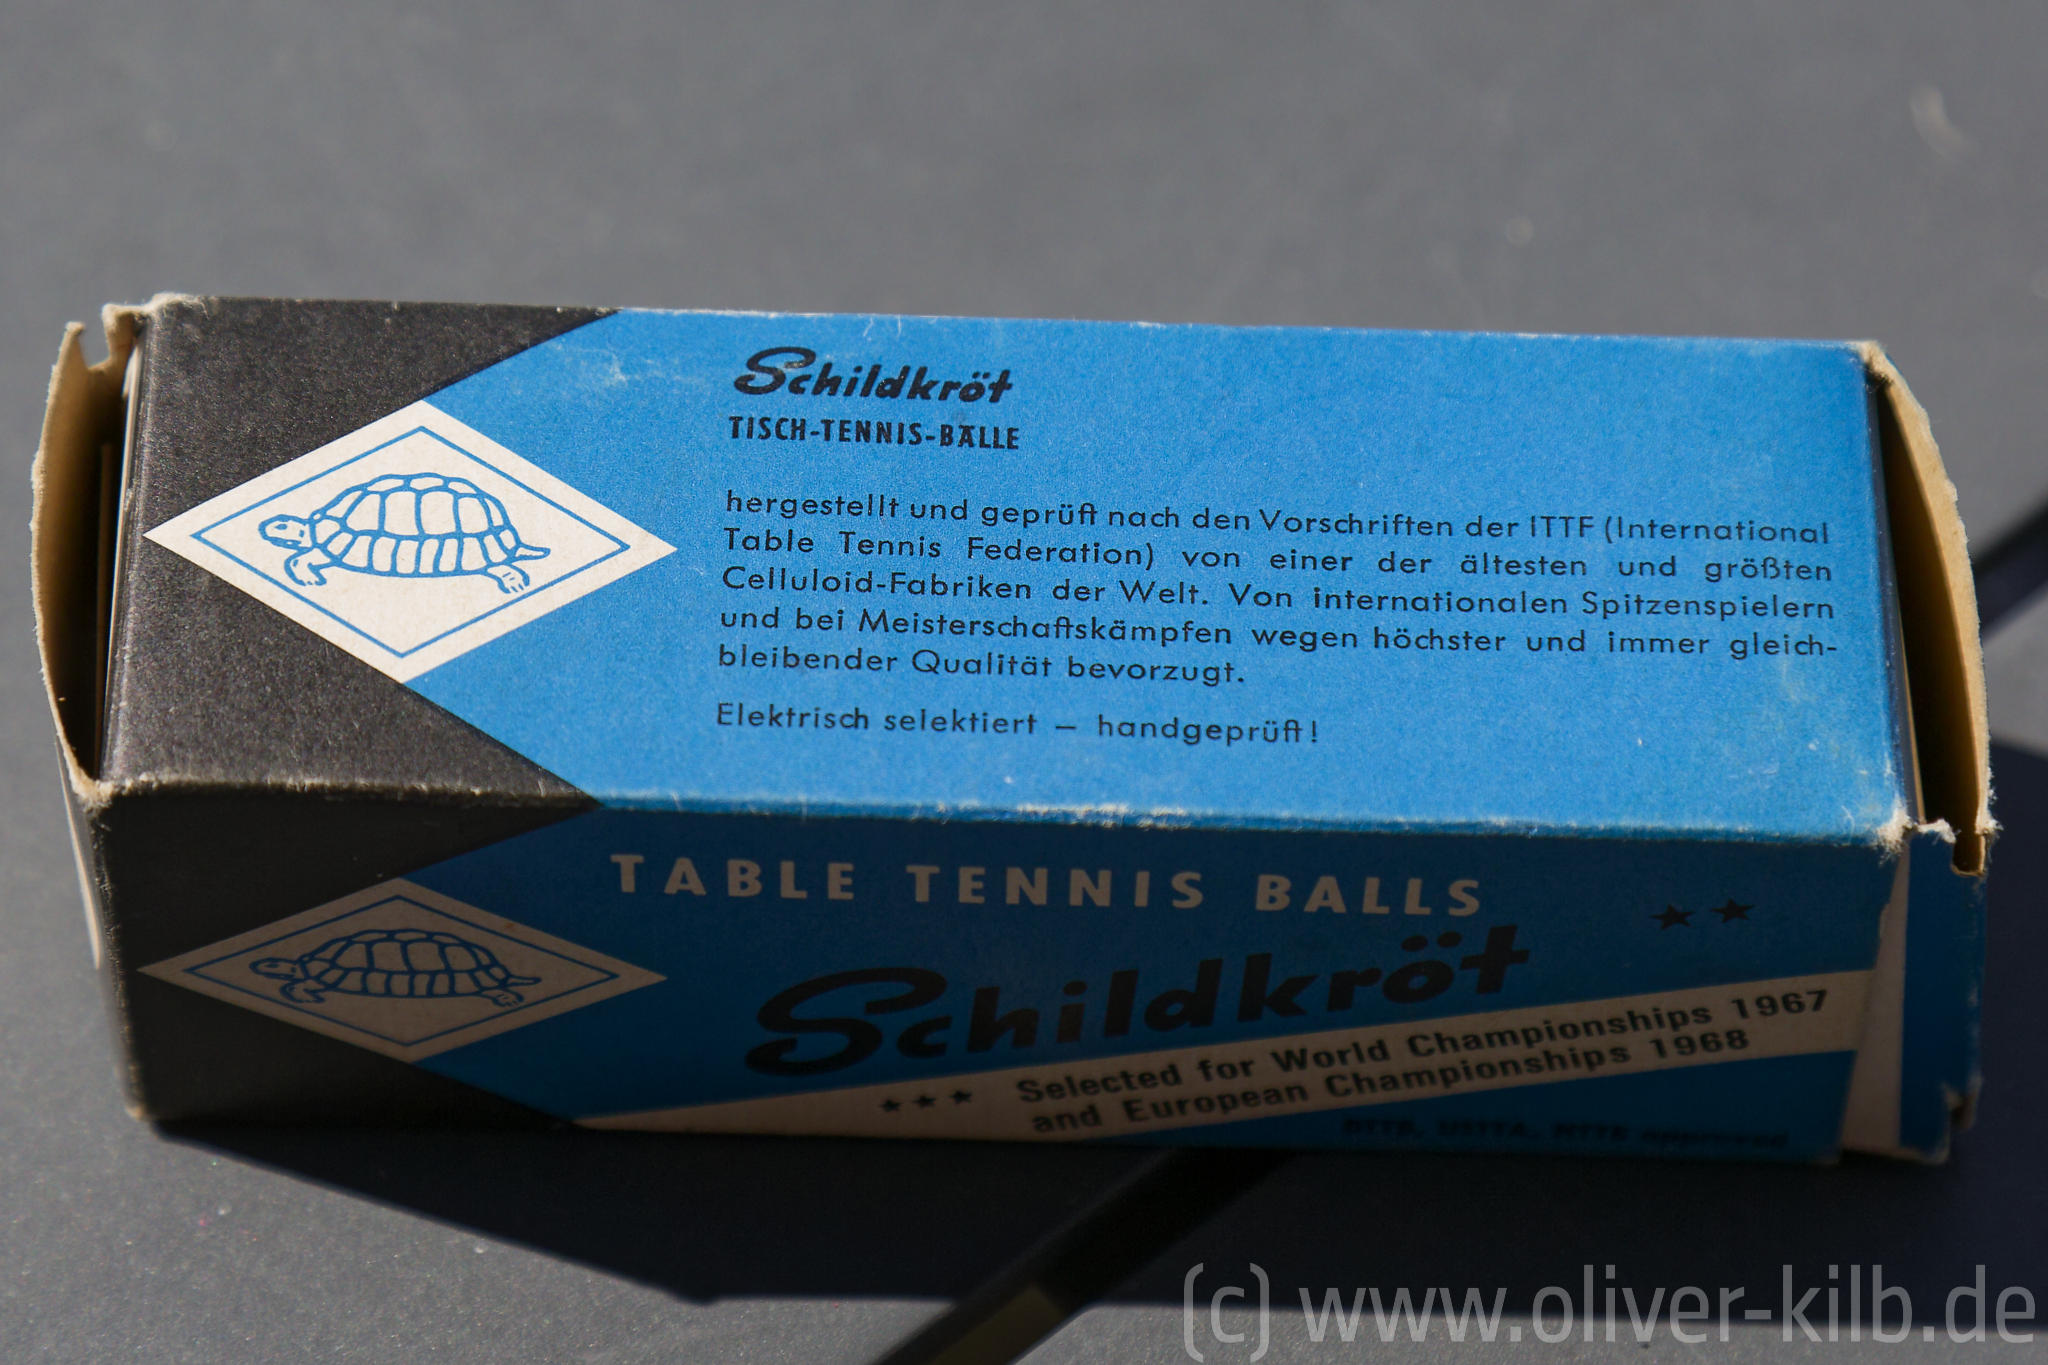 Schildkröt
TISCH-TENNIS-BÄLLE
hergestellt und geprüft nach den Vorschriften der ITTF (International
Table Tennis Federation) von einer der ältesten und größten
Celluloid-Fabriken der Welt. Von internationalen Spitzenspielern
und bei Meisterschaftskämpfen wegen höchster und immer gleich-
bleibender Qualität bevorzugt.
Elektrisch selektiert – handgeprüft!
TABLE TENNIS BALLS
★ ★
Schildkröt
★ ★ ★ Selected for World Championships 1967
and European Championships 1968
approved
(c) www.oliver-kilb.de